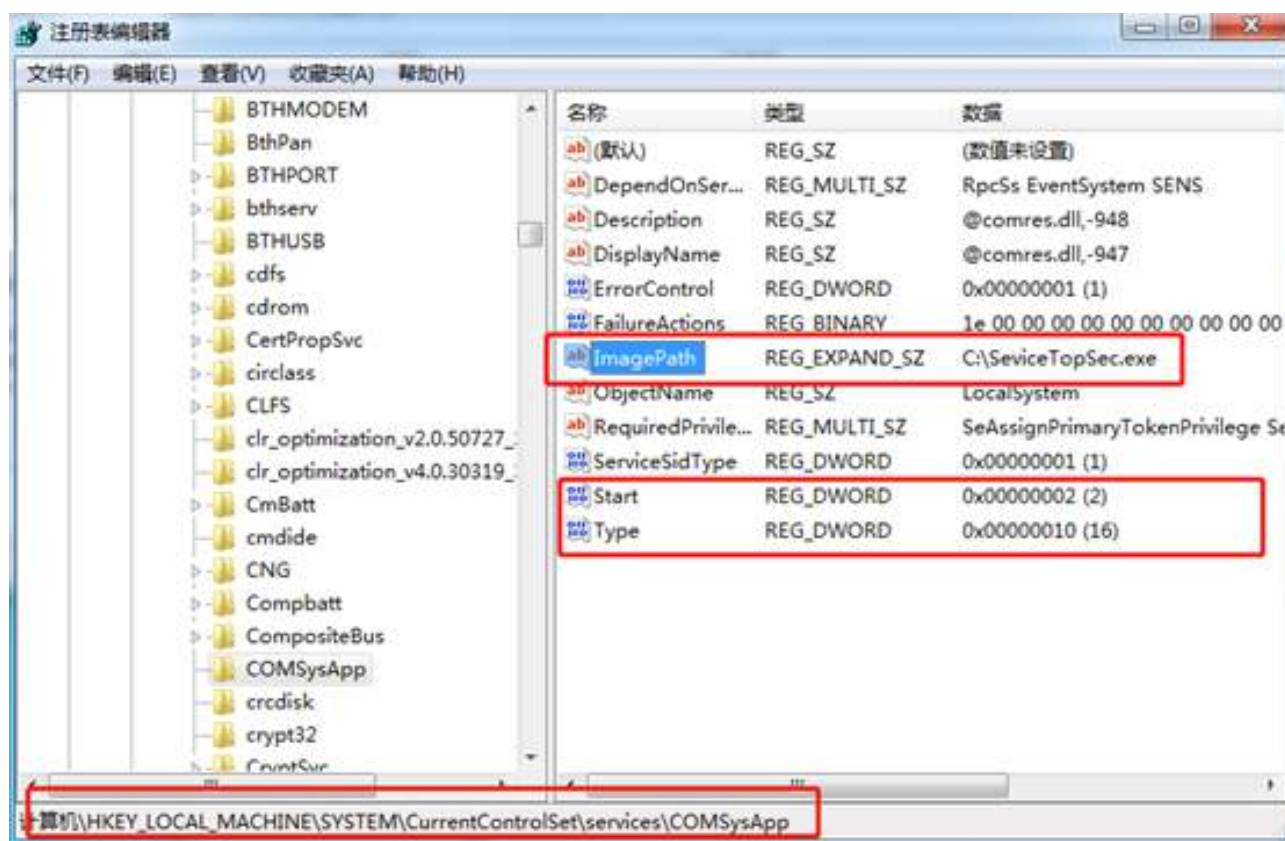 注册表编辑器
文件(F) 编辑(E) 查看(V) 收藏夹(A) 帮助(H)
BTHMODEM
BthPan
BTHPORT
bthserv
BTHUSB
cdfs
cdrom
CertPropSvc
circlass
CLFS
clr_optimization_v2.0.50727_
clr_optimization_v4.0.30319_
CmBatt
cmdide
CNG
Compbatt
CompositeBus
COMSysApp
crcdisk
crypt32
CryptSvc
名称 类型 数据
(默认) REG_SZ (数值未设置)
DependOnSer... REG_MULTI_SZ RpcSs EventSystem SENS
Description REG_SZ @comres.dll,-948
DisplayName REG_SZ @comres.dll,-947
ErrorControl REG_DWORD 0x00000001 (1)
FailureActions REG_BINARY 1e 00 00 00 00 00 00 00 00 00
ImagePath REG_EXPAND_SZ C:\SeviceTopSec.exe
ObjectName REG_SZ LocalSystem
RequiredPrivile... REG_MULTI_SZ SeAssignPrimaryTokenPrivilege Se
ServiceSidType REG_DWORD 0x00000001 (1)
Start REG_DWORD 0x00000002 (2)
Type REG_DWORD 0x00000010 (16)
计算机\HKEY_LOCAL_MACHINE\SYSTEM\CurrentControlSet\services\COMSysApp